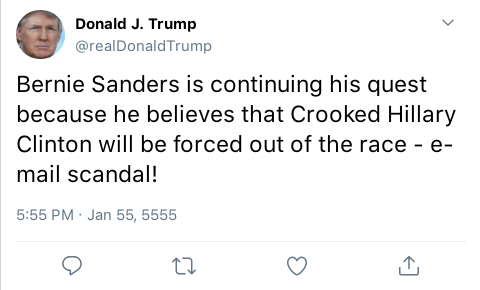 Donald J. Trump
@realDonaldTrump
Bernie Sanders is continuing his quest
because he believes that Crooked Hillary
Clinton will be forced out of the race - e-
mail scandal!
5:55 PM · Jan 55, 5555